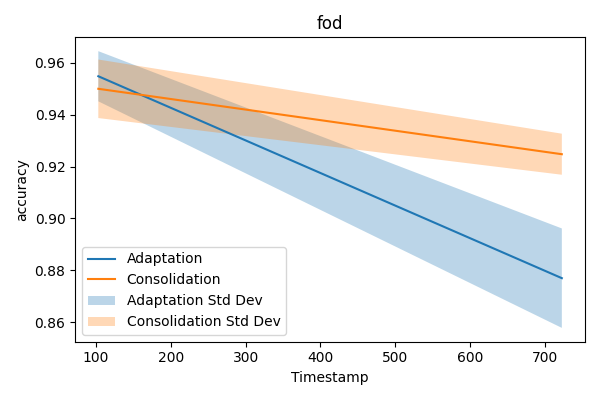 fod
0.96
0.94
0.92
0.90
0.88
0.86
accuracy
Adaptation
Consolidation
Adaptation Std Dev
Consolidation Std Dev
100 200 300 400 500 600 700
Timestamp